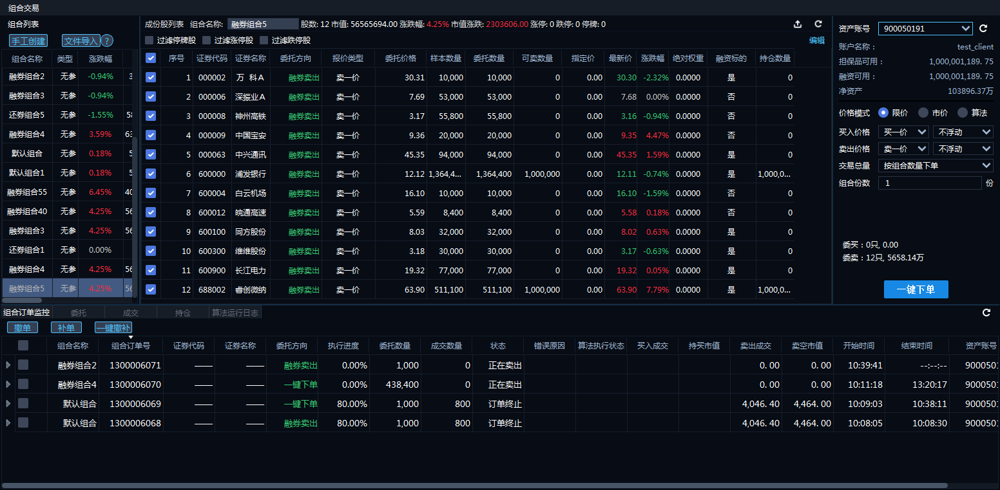 组合交易
组合列表
手工创建 文件导入 ?
组合名称 类型 涨跌幅
融券组合2 无参 -0.94% 3
融券组合3 无参 -0.94%
还券组合5 无参 -1.55% 58
融券组合4 无参 3.59% 63
默认组合 无参 0.18% 5
默认组合1 无参 0.18% 5
融券组合55 无参 6.45% 40
融券组合40 无参 4.25% 56
融券组合3 无参 4.25% 56
还券组合1 无参 0.00%
融券组合4 无参 4.25% 56
融券组合5 无参 4.25% 56
成份股列表 组合名称: 融券组合5 股数: 12 市值: 56565694.00 涨跌幅: 4.25% 市值涨跌: 2303606.00 涨停: 0 跌停: 0 停牌: 0
过滤停牌股 过滤涨停股 过滤跌停股 编辑
序号 证券代码 证券名称 委托方向 报价类型 委托价格 样本数量 委托数量 可卖数量 指定价 最新价 涨跌幅 绝对权重 融资标的 持仓数量
1 000002 万 科A 融券卖出 卖一价 30.31 10,000 10,000 0 0.00 30.30 -2.32% 0.0000 是 0
2 000006 深振业A 融券卖出 卖一价 7.69 53,000 53,000 0 0.00 7.68 0.00% 0.0000 否 0
3 000008 神州高铁 融券卖出 卖一价 3.17 55,800 55,800 0 0.00 3.16 -0.94% 0.0000 否 0
4 000009 中国宝安 融券卖出 卖一价 9.36 20,000 20,000 0 0.00 9.35 4.47% 0.0000 否 0
5 000063 中兴通讯 融券卖出 卖一价 45.35 94,000 94,000 0 0.00 45.35 1.59% 0.0000 是 0
6 600000 浦发银行 融券卖出 卖一价 12.12 1,364,4... 1,364,400 1,000,000 0.00 12.11 -0.74% 0.0000 是 1,000,0...
7 600004 白云机场 融券卖出 卖一价 16.10 10,000 10,000 0 0.00 16.10 -1.59% 0.0000 否 0
8 600012 皖通高速 融券卖出 卖一价 5.59 8,400 8,400 0 0.00 5.58 0.18% 0.0000 否 0
9 600100 同方股份 融券卖出 卖一价 8.03 32,000 32,000 0 0.00 8.02 0.63% 0.0000 是 0
10 600300 维维股份 融券卖出 卖一价 3.18 30,000 30,000 0 0.00 3.17 -0.63% 0.0000 是 0
11 600900 长江电力 融券卖出 卖一价 19.32 77,000 77,000 0 0.00 19.32 0.05% 0.0000 是 0
12 688002 睿创微纳 融券卖出 卖一价 63.90 511,100 511,100 1,000,000 0.00 63.90 7.79% 0.0000 是 1,000,0...
资产账号 900050191
账户名称： test_client
担保品可用： 1,000,001,189. 75
融资可用： 1,000,001,189. 75
净资产 103896.37万
价格模式 限价 市价 算法
买入价格 买一价 不浮动
卖出价格 卖一价 不浮动
交易总量 按组合数量下单
组合份数 1 份
委买：0只, 0.00
委卖：12只, 5658.14万
一键下单
组合订单监控 委托 成交 持仓 算法运行日志
撤单 补单 一键撤补
组合名称 组合订单号 证券代码 证券名称 委托方向 执行进度 委托数量 成交数量 状态 错误原因 算法执行状态 买入成交 持买市值 卖出成交 卖空市值 开始时间 结束时间 资产账号
融券组合2 1300006071 —— —— 融券卖出 0.00% 1,000 0 正在卖出 0. 00 0. 00 10:39:41 --:--:-- 900050:
融券组合4 1300006070 —— —— 一键下单 0.00% 438,400 0 正在卖出 0. 00 0. 00 10:11:18 13:20:17 900050:
默认组合 1300006069 —— —— 一键下单 80.00% 1,000 800 订单终止 4,046. 40 4,464. 00 10:09:03 10:38:11 900050:
默认组合 1300006068 —— —— 融券卖出 80.00% 1,000 800 订单终止 4,046. 40 4,464. 00 10:08:05 10:08:30 900050: